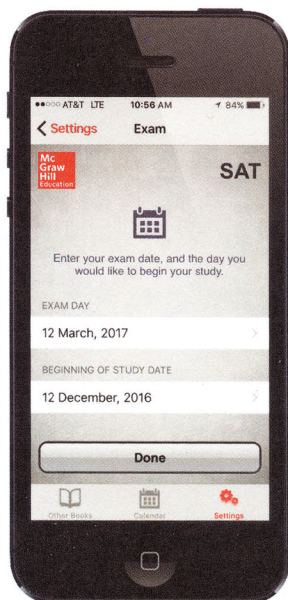 AT&T LTE 10:56 AM 84%
Settings Exam
Mc
Graw
Hill
Education
SAT
Enter your exam date, and the day you
would like to begin your study.
EXAM DAY
12 March, 2017
BEGINNING OF STUDY DATE
12 December, 2016
Done
Other Books Calendar Settings